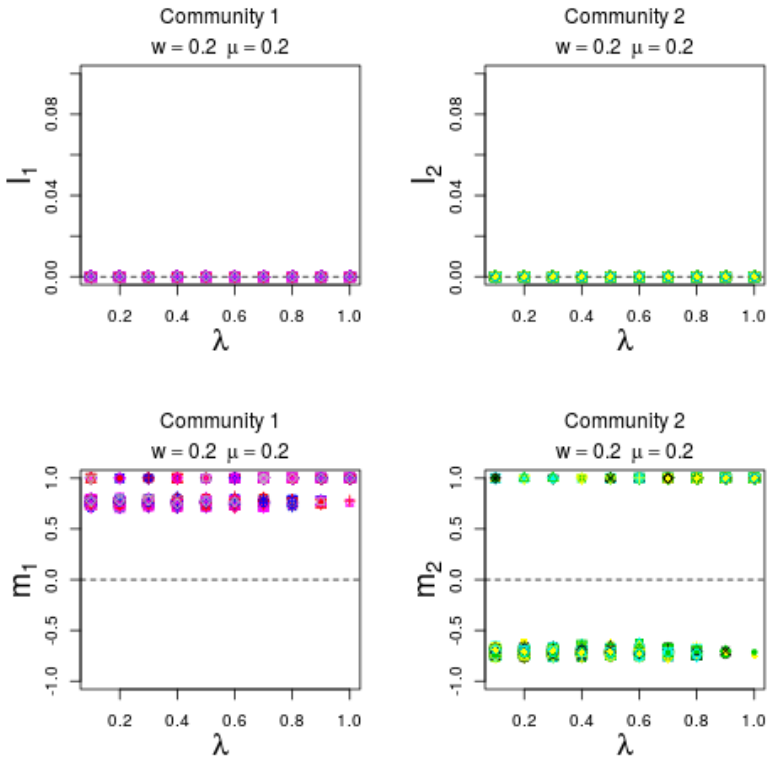 Community 1
w = 0.2 μ = 0.2
I1
0.00 0.04 0.08
0.2 0.4 0.6 0.8 1.0
λ
Community 2
w = 0.2 μ = 0.2
I2
0.00 0.04 0.08
0.2 0.4 0.6 0.8 1.0
λ
Community 1
w = 0.2 μ = 0.2
m1
-1.0 -0.5 0.0 0.5 1.0
0.2 0.4 0.6 0.8 1.0
λ
Community 2
w = 0.2 μ = 0.2
m2
-1.0 -0.5 0.0 0.5 1.0
0.2 0.4 0.6 0.8 1.0
λ